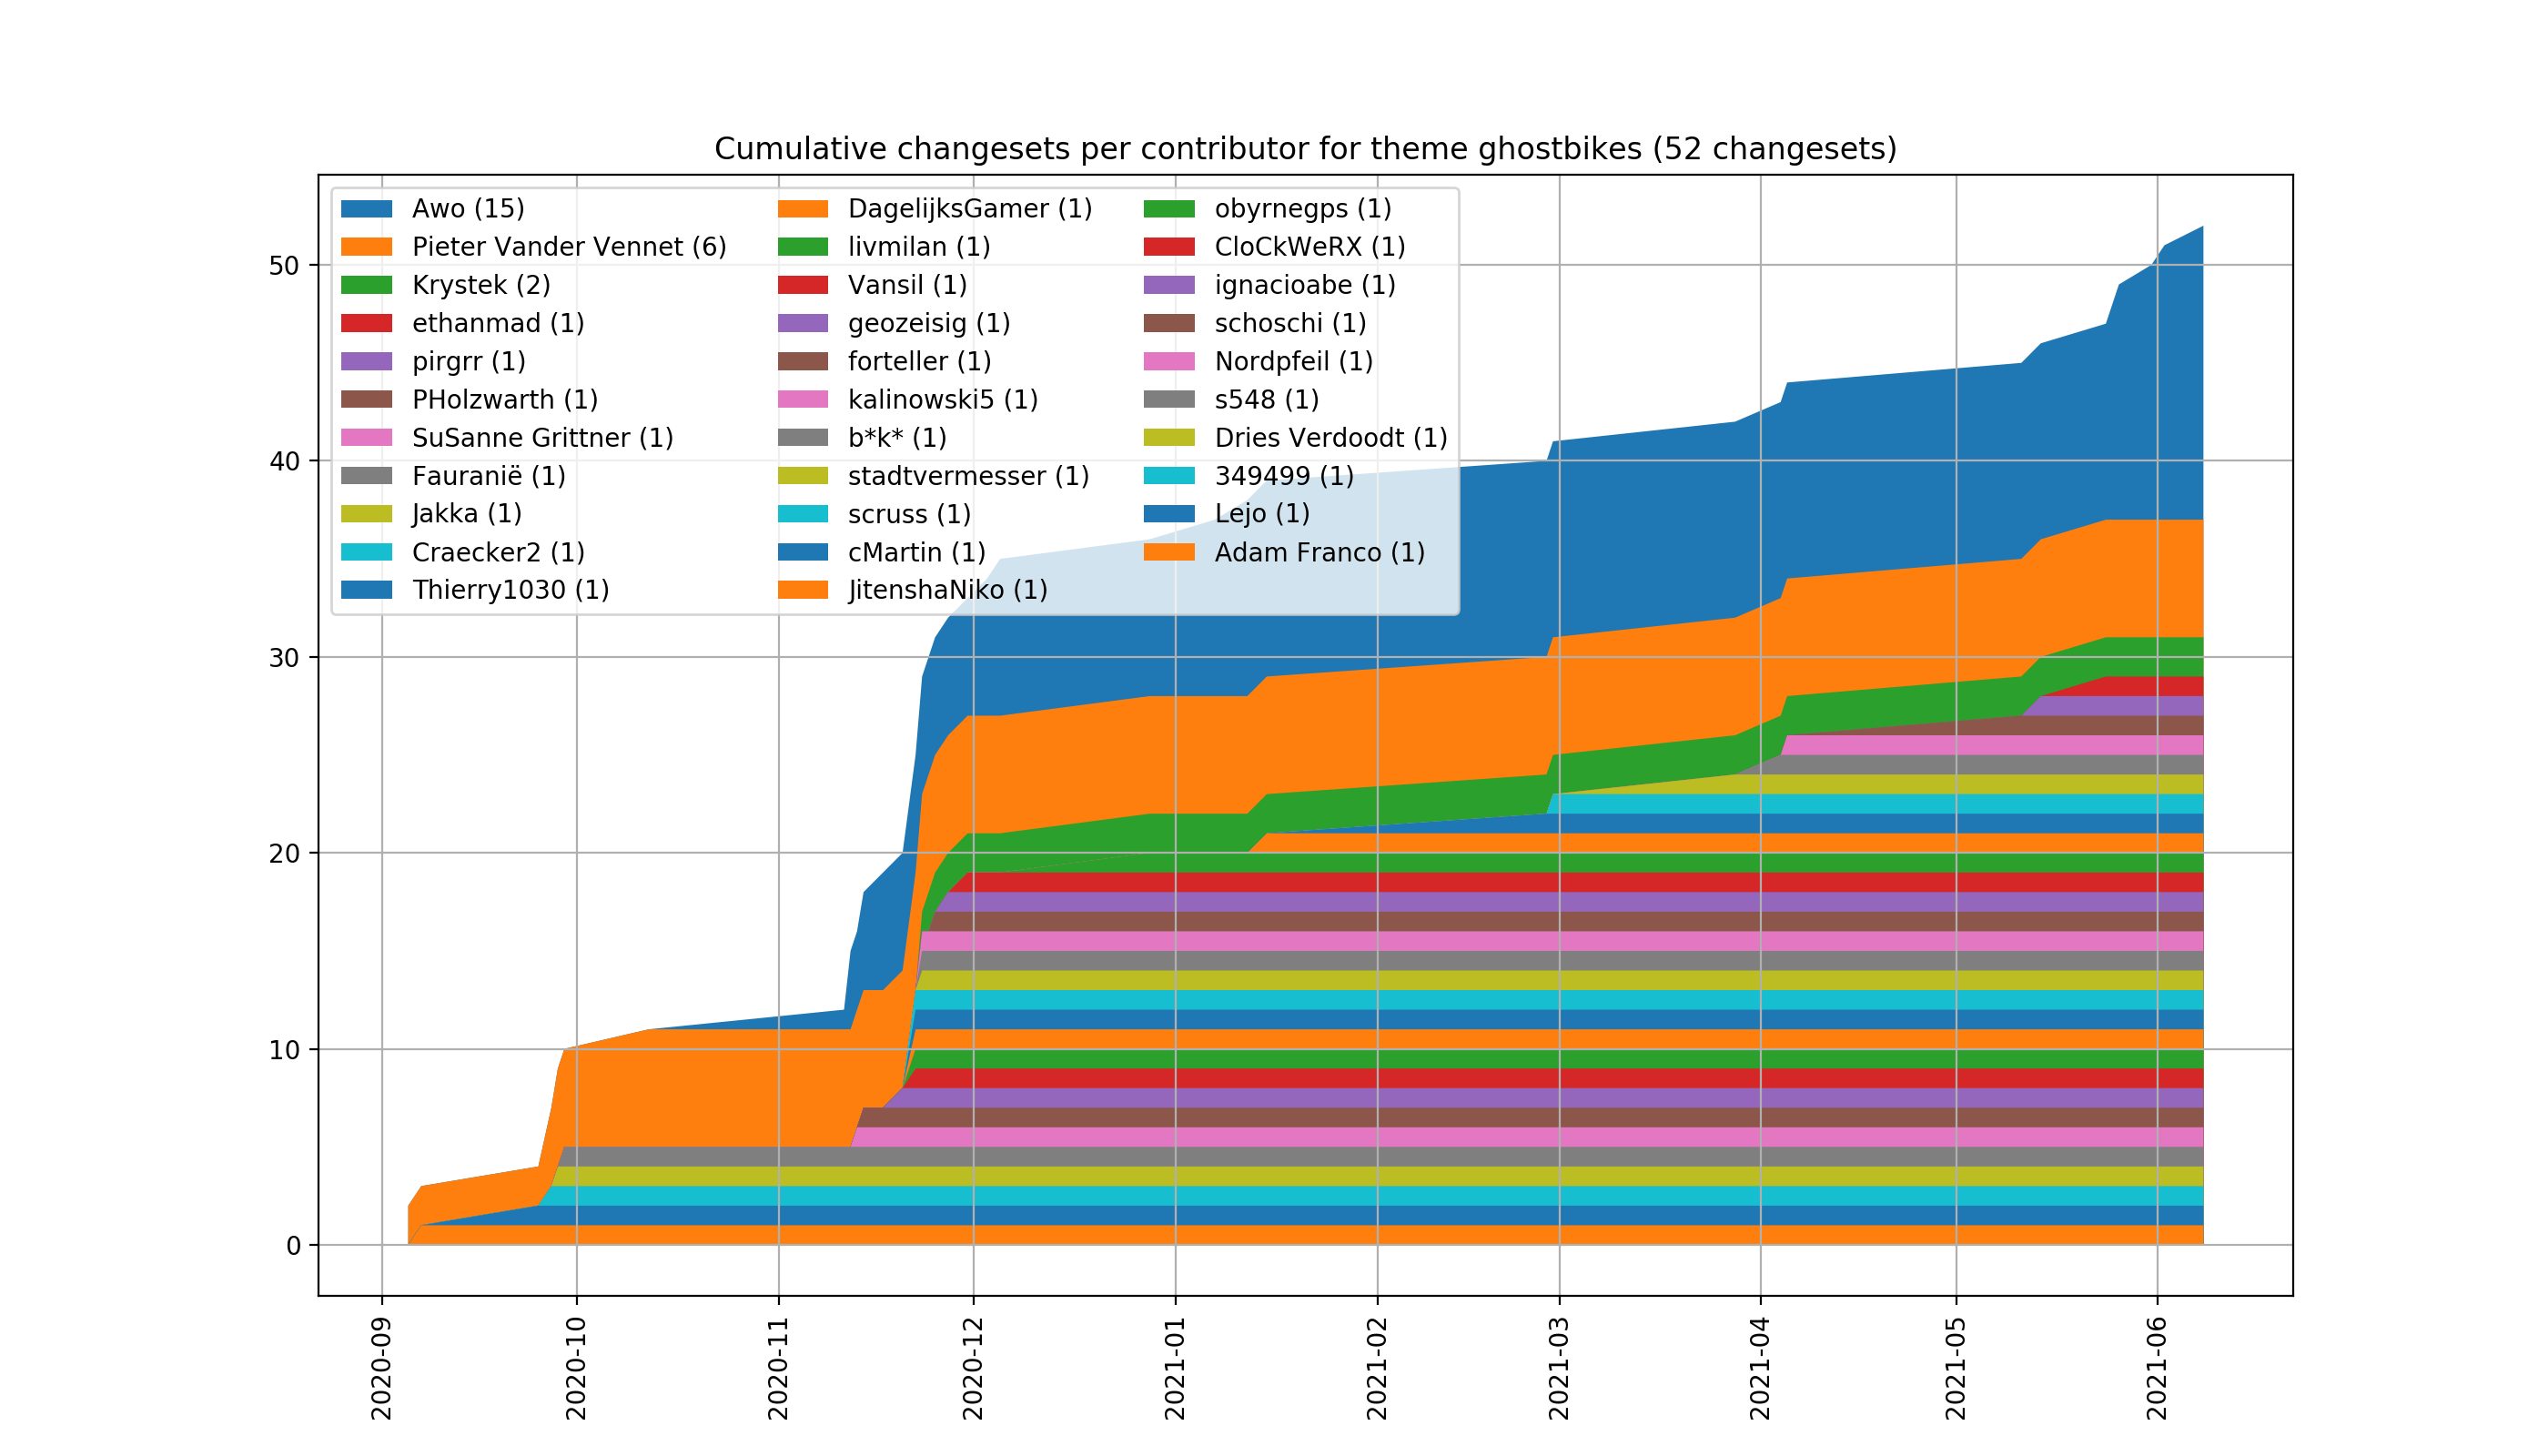 Cumulative changesets per contributor for theme ghostbikes (52 changesets)
Awo (15)
Pieter Vander Vennet (6)
Krystek (2)
ethanmad (1)
pirgrr (1)
PHolzwarth (1)
SuSanne Grittner (1)
Fauranië (1)
Jakka (1)
Craecker2 (1)
Thierry1030 (1)
DagelijksGamer (1)
livmilan (1)
Vansil (1)
geozeisig (1)
forteller (1)
kalinowski5 (1)
b*k* (1)
stadtvermesser (1)
scruss (1)
cMartin (1)
JitenshaNiko (1)
obyrnegps (1)
CloCkWeRX (1)
ignacioabe (1)
schoschi (1)
Nordpfeil (1)
s548 (1)
Dries Verdoodt (1)
349499 (1)
Lejo (1)
Adam Franco (1)
50
40
30
20
10
0
2020-09
2020-10
2020-11
2020-12
2021-01
2021-02
2021-03
2021-04
2021-05
2021-06